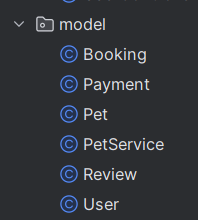 model
Booking
Payment
Pet
PetService
Review
User